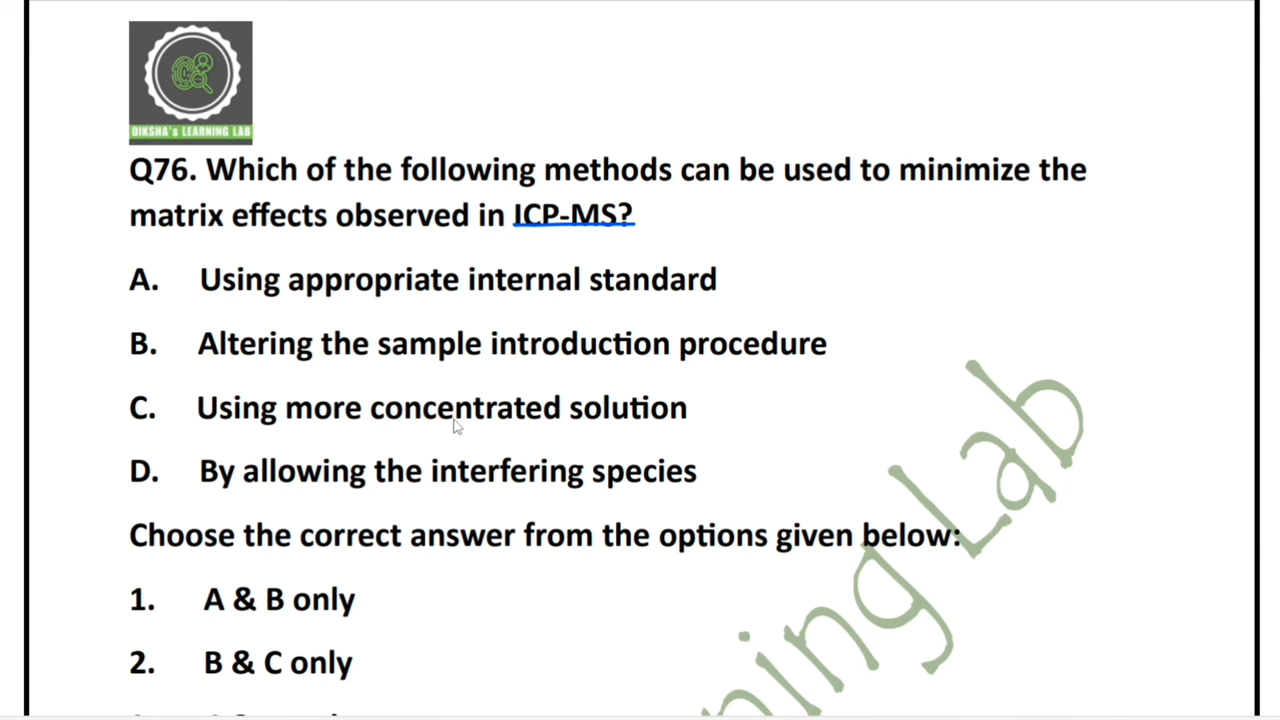 DIKSHA's LEARNING LAB
Q76. Which of the following methods can be used to minimize the
matrix effects observed in ICP-MS?
A. Using appropriate internal standard
B. Altering the sample introduction procedure
C. Using more concentrated solution
D. By allowing the interfering species
Choose the correct answer from the options given below:
1. A & B only
2. B & C only
ning Lab